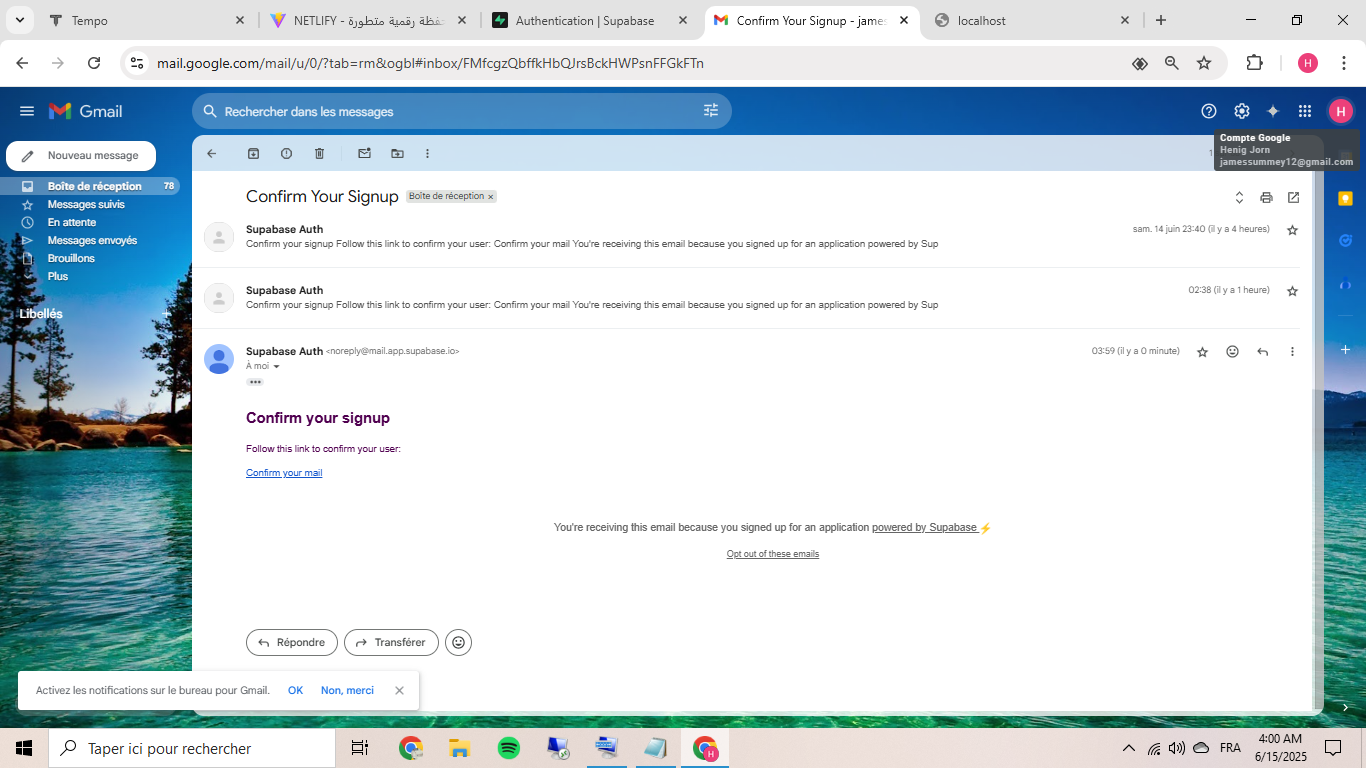 Tempo
NETLIFY - محفظة رقمية متطورة
Authentication | Supabase
Confirm Your Signup - james
localhost
mail.google.com/mail/u/0/?tab=rm&ogbl#inbox/FMfcgzQbffkHbQJrsBckHWPsnFFGkFTn
H
Gmail
Rechercher dans les messages
H
Compte Google
Henig Jorn
jamessummey12@gmail.com
Nouveau message
Boîte de réception 78
Messages suivis
En attente
Messages envoyés
Brouillons
Plus
Libellés
Confirm Your Signup
Boîte de réception ×
Supabase Auth
sam. 14 juin 23:40 (il y a 4 heures)
Confirm your signup Follow this link to confirm your user: Confirm your mail You're receiving this email because you signed up for an application powered by Sup
Supabase Auth
02:38 (il y a 1 heure)
Confirm your signup Follow this link to confirm your user: Confirm your mail You're receiving this email because you signed up for an application powered by Sup
Supabase Auth <noreply@mail.app.supabase.io>
03:59 (il y a 0 minute)
À moi
Confirm your signup
Follow this link to confirm your user:
Confirm your mail
You're receiving this email because you signed up for an application powered by Supabase ⚡
Opt out of these emails
Répondre
Transférer
Activez les notifications sur le bureau pour Gmail. OK Non, merci
Taper ici pour rechercher
H
FRA
4:00 AM
6/15/2025